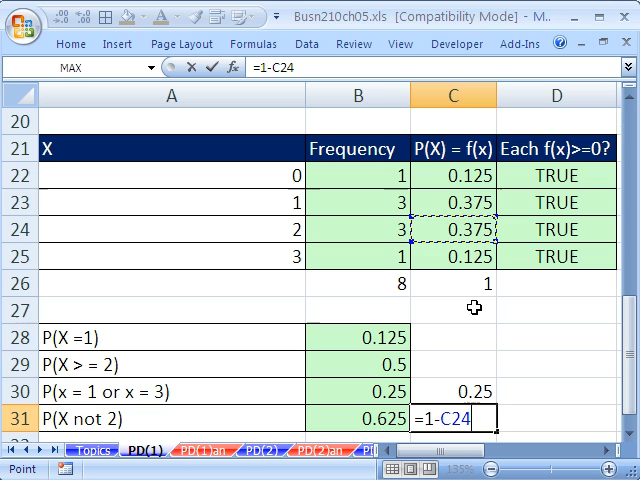 Busn210ch05.xls [Compatibility Mode] - M...
Home Insert Page Layout Formulas Data Review View Developer Add-Ins
MAX =1-C24
A B C D
20
21 X Frequency P(X) = f(x) Each f(x)>=0?
22 0 1 0.125 TRUE
23 1 3 0.375 TRUE
24 2 3 0.375 TRUE
25 3 1 0.125 TRUE
26 8 1
27
28 P(X =1) 0.125
29 P(X > = 2) 0.5
30 P(x = 1 or x = 3) 0.25 0.25
31 P(X not 2) 0.625 =1-C24
Topics PD(1) PD(1)an PD(2) PD(2)an
Point 135%